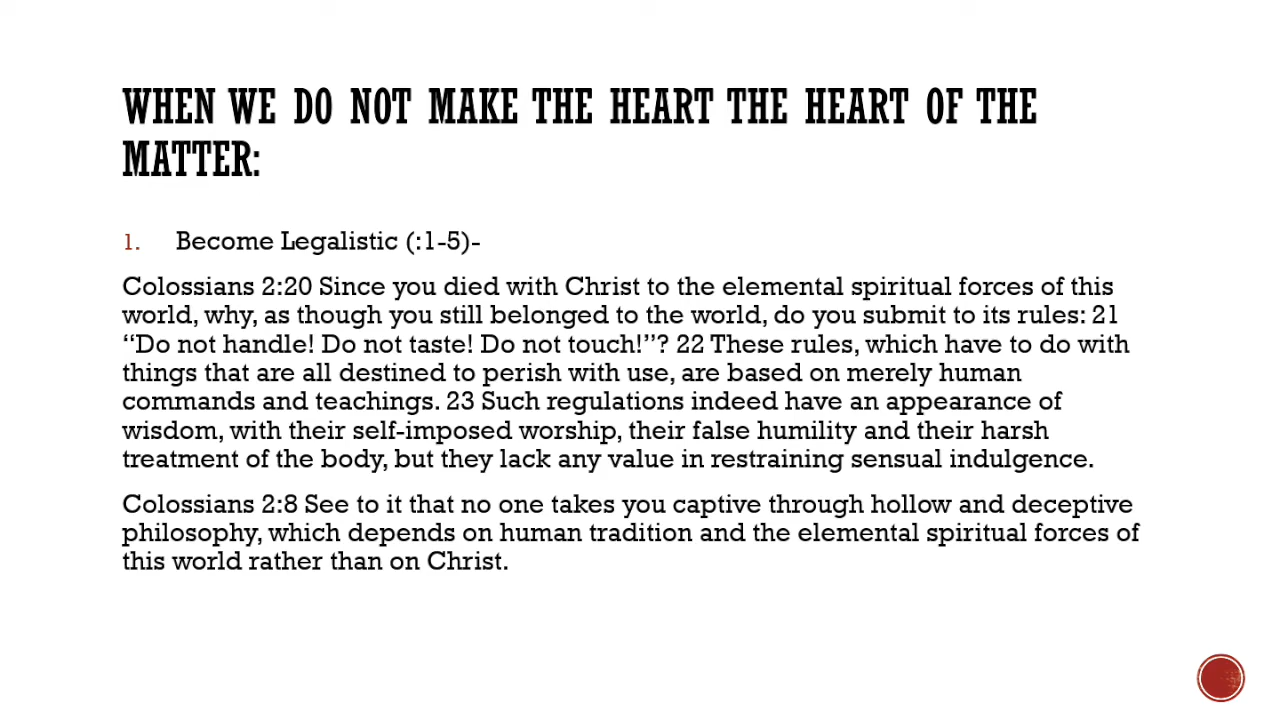 WHEN WE DO NOT MAKE THE HEART THE HEART OF THE
MATTER:
1. Become Legalistic (:1-5)-
Colossians 2:20 Since you died with Christ to the elemental spiritual forces of this
world, why, as though you still belonged to the world, do you submit to its rules: 21
“Do not handle! Do not taste! Do not touch!”? 22 These rules, which have to do with
things that are all destined to perish with use, are based on merely human
commands and teachings. 23 Such regulations indeed have an appearance of
wisdom, with their self-imposed worship, their false humility and their harsh
treatment of the body, but they lack any value in restraining sensual indulgence.
Colossians 2:8 See to it that no one takes you captive through hollow and deceptive
philosophy, which depends on human tradition and the elemental spiritual forces of
this world rather than on Christ.